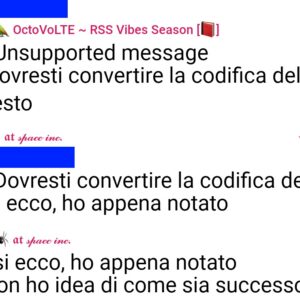 OctoVoLTE ~ RSS Vibes Season [📕]
Unsupported message
ovresti convertire la codifica del
esto
𝖆𝖙 𝓼𝓹𝓪𝓬𝓮 𝓲𝓷𝓬.
Dovresti convertire la codifica de
ecco, ho appena notato
𝖆𝖙 𝓼𝓹𝓪𝓬𝓮 𝓲𝓷𝓬.
si ecco, ho appena notato
on ho idea di come sia successo